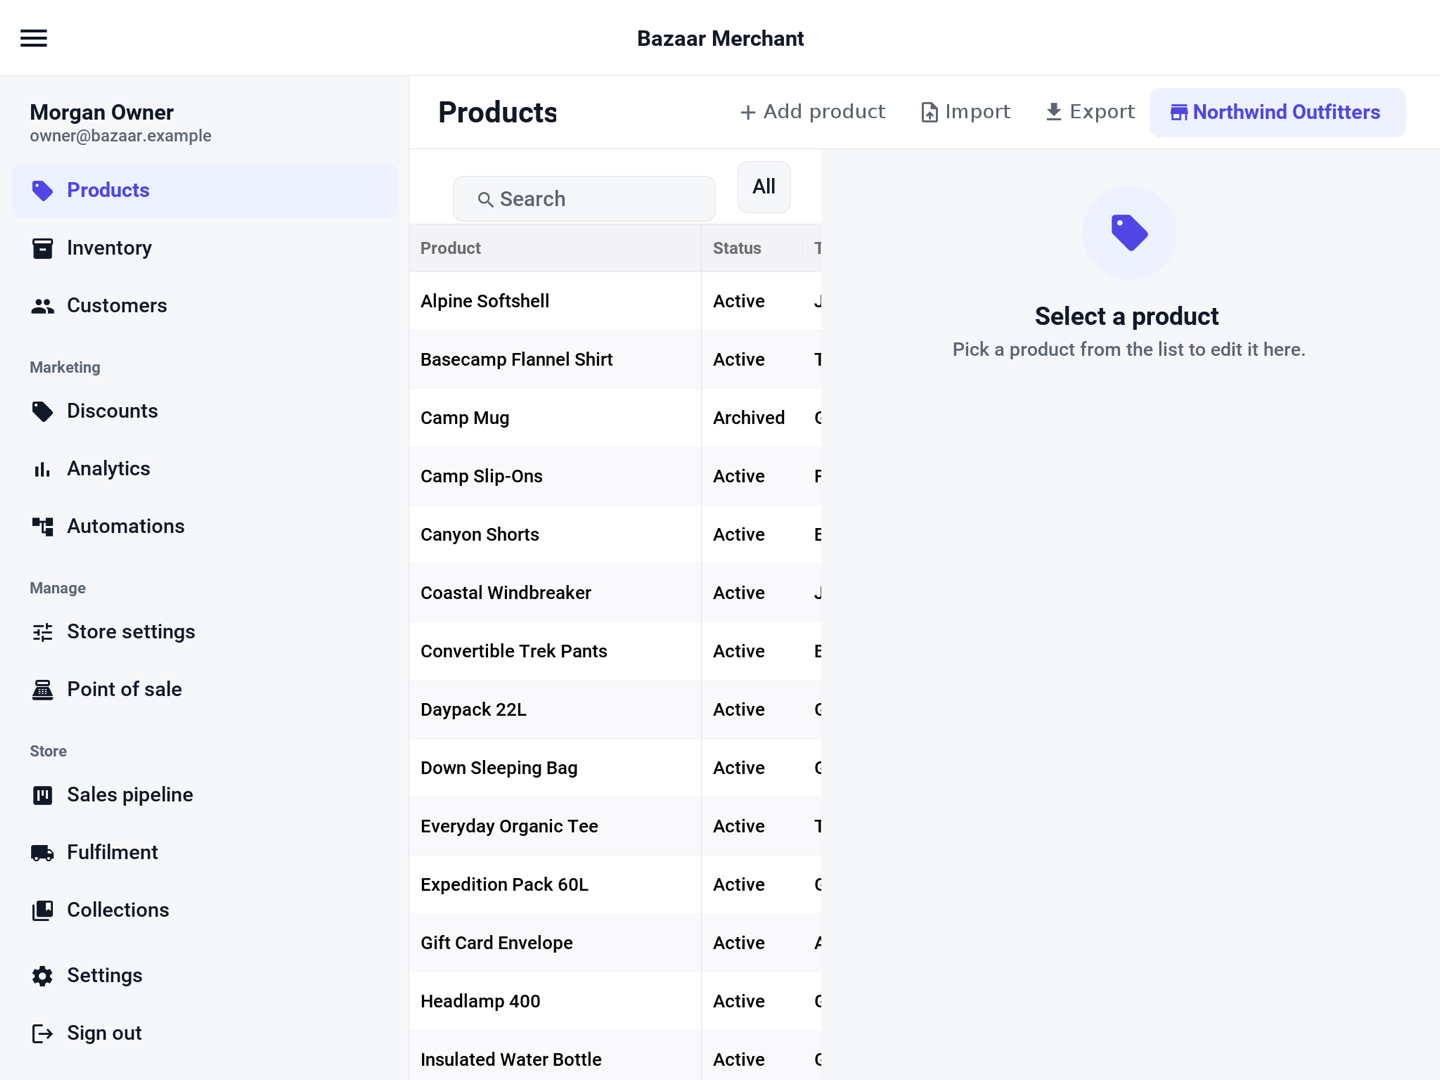 Bazaar Merchant
Morgan Owner
owner@bazaar.example
Products
Inventory
Customers
Marketing
Discounts
Analytics
Automations
Manage
Store settings
Point of sale
Store
Sales pipeline
Fulfilment
Collections
Settings
Sign out
Products
Add product
Import
Export
Northwind Outfitters
Search
All
Product Status
Alpine Softshell Active
Basecamp Flannel Shirt Active
Camp Mug Archived
Camp Slip-Ons Active
Canyon Shorts Active
Coastal Windbreaker Active
Convertible Trek Pants Active
Daypack 22L Active
Down Sleeping Bag Active
Everyday Organic Tee Active
Expedition Pack 60L Active
Gift Card Envelope Active
Headlamp 400 Active
Insulated Water Bottle Active
Select a product
Pick a product from the list to edit it here.